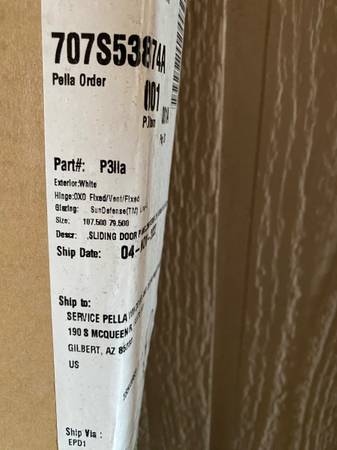 707S53874A
Pella Order
001
Part#: P3lla
Exterior:White
Hinge:OXO Fixed/Vent/Fixed
Glazing: SunDefense(TM)
Size: 107.500 79.500
Descr: ,SLIDING DOOR
Ship Date: 04-
Ship to:
SERVICE PELLA
190 S MCQUEEN
GILBERT, AZ
US
Ship Via :
EPD1